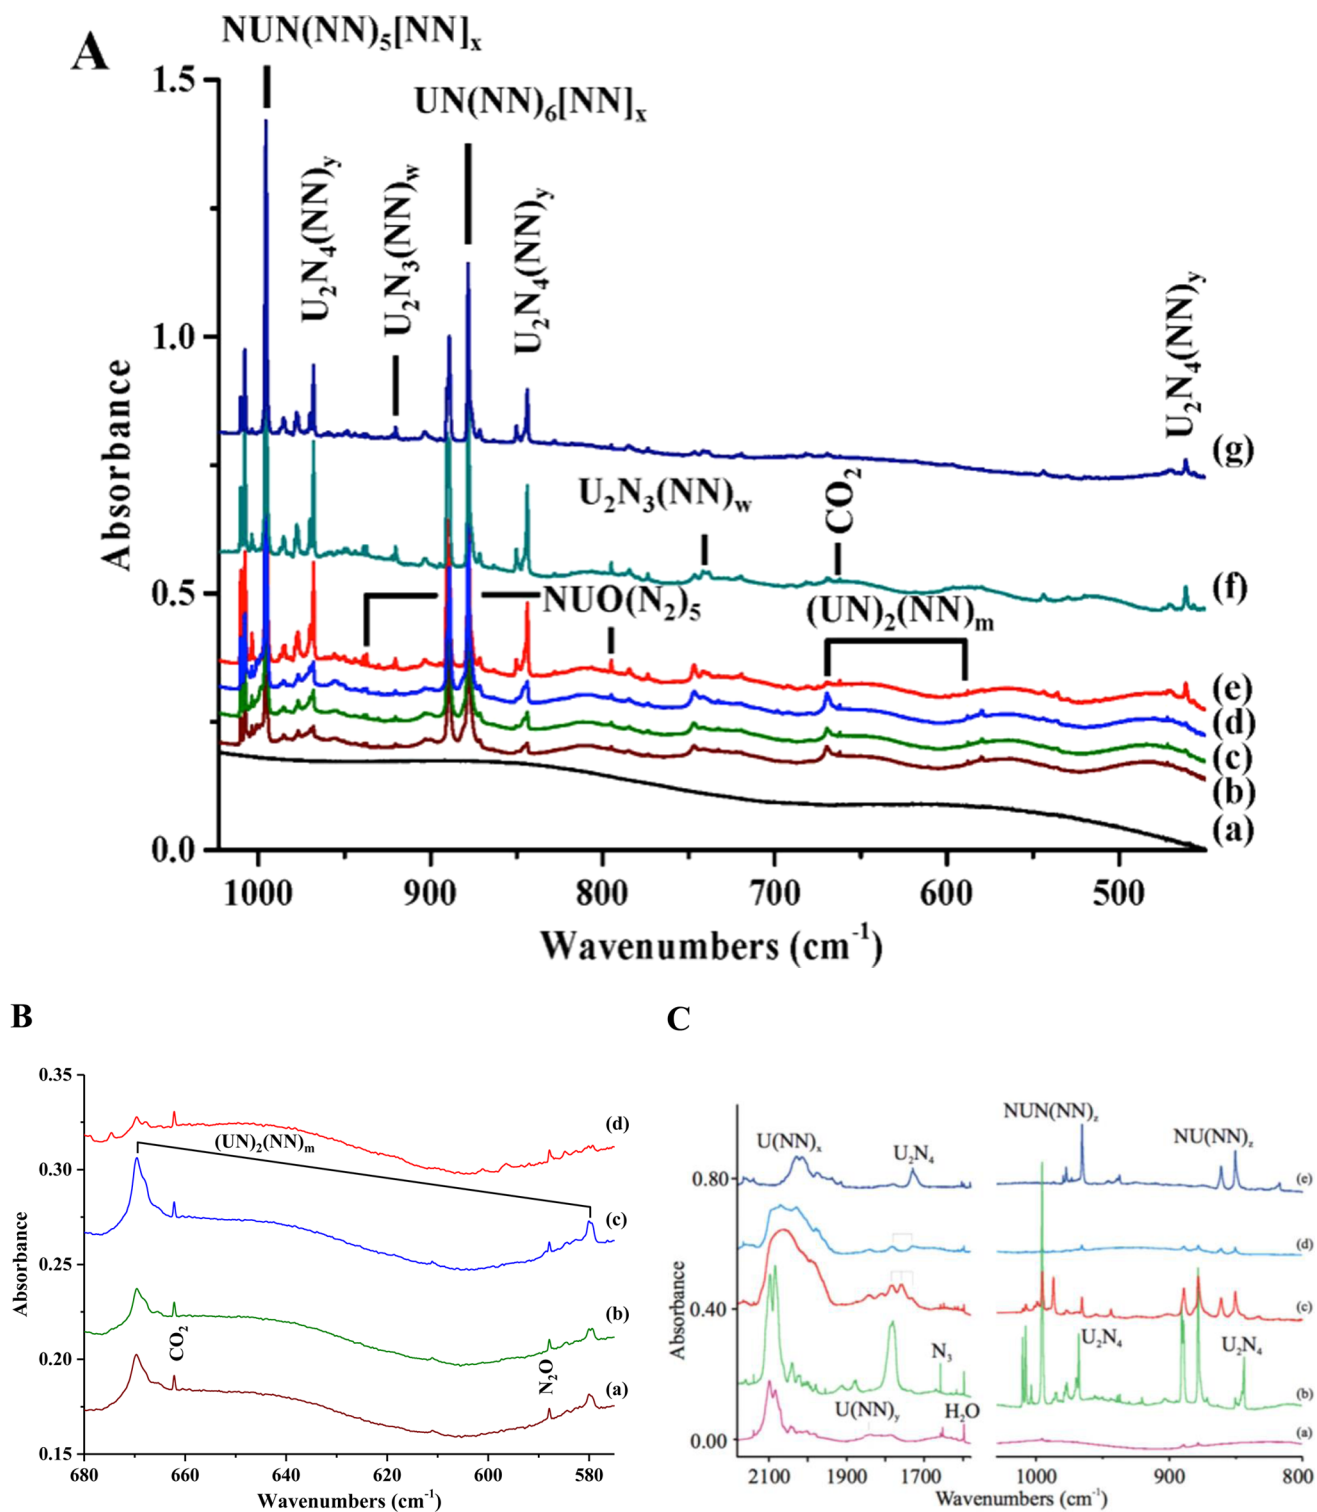 A
NUN(NN)₅[NN]ₓ
UN(NN)₆[NN]ₓ
U₂N₄(NN)y
U₂N₃(NN)w
U₂N₄(NN)y
U₂N₄(NN)y
1.5
1.0
0.5
0.0
Absorbance
(g)
U₂N₃(NN)w
CO₂
(f)
NUO(N₂)₅
(UN)₂(NN)ₘ
(e)
(d)
(c)
(b)
(a)
1000 900 800 700 600 500
Wavenumbers (cm⁻¹)
B
0.35
0.30
0.25
0.20
0.15
Absorbance
(d)
(UN)₂(NN)ₘ
(c)
(b)
CO₂
N₂O
(a)
680 660 640 620 600 580
Wavenumbers (cm⁻¹)
C
NUN(NN)z
U(NN)ₓ
U₂N₄
NU(NN)z
0.80
(e)
(d)
0.40
(c)
Absorbance
N₃
U₂N₄
U₂N₄
(b)
U(NN)y
H₂O
0.00
(a)
2100 1900 1700 1000 900 800
Wavenumbers (cm⁻¹)